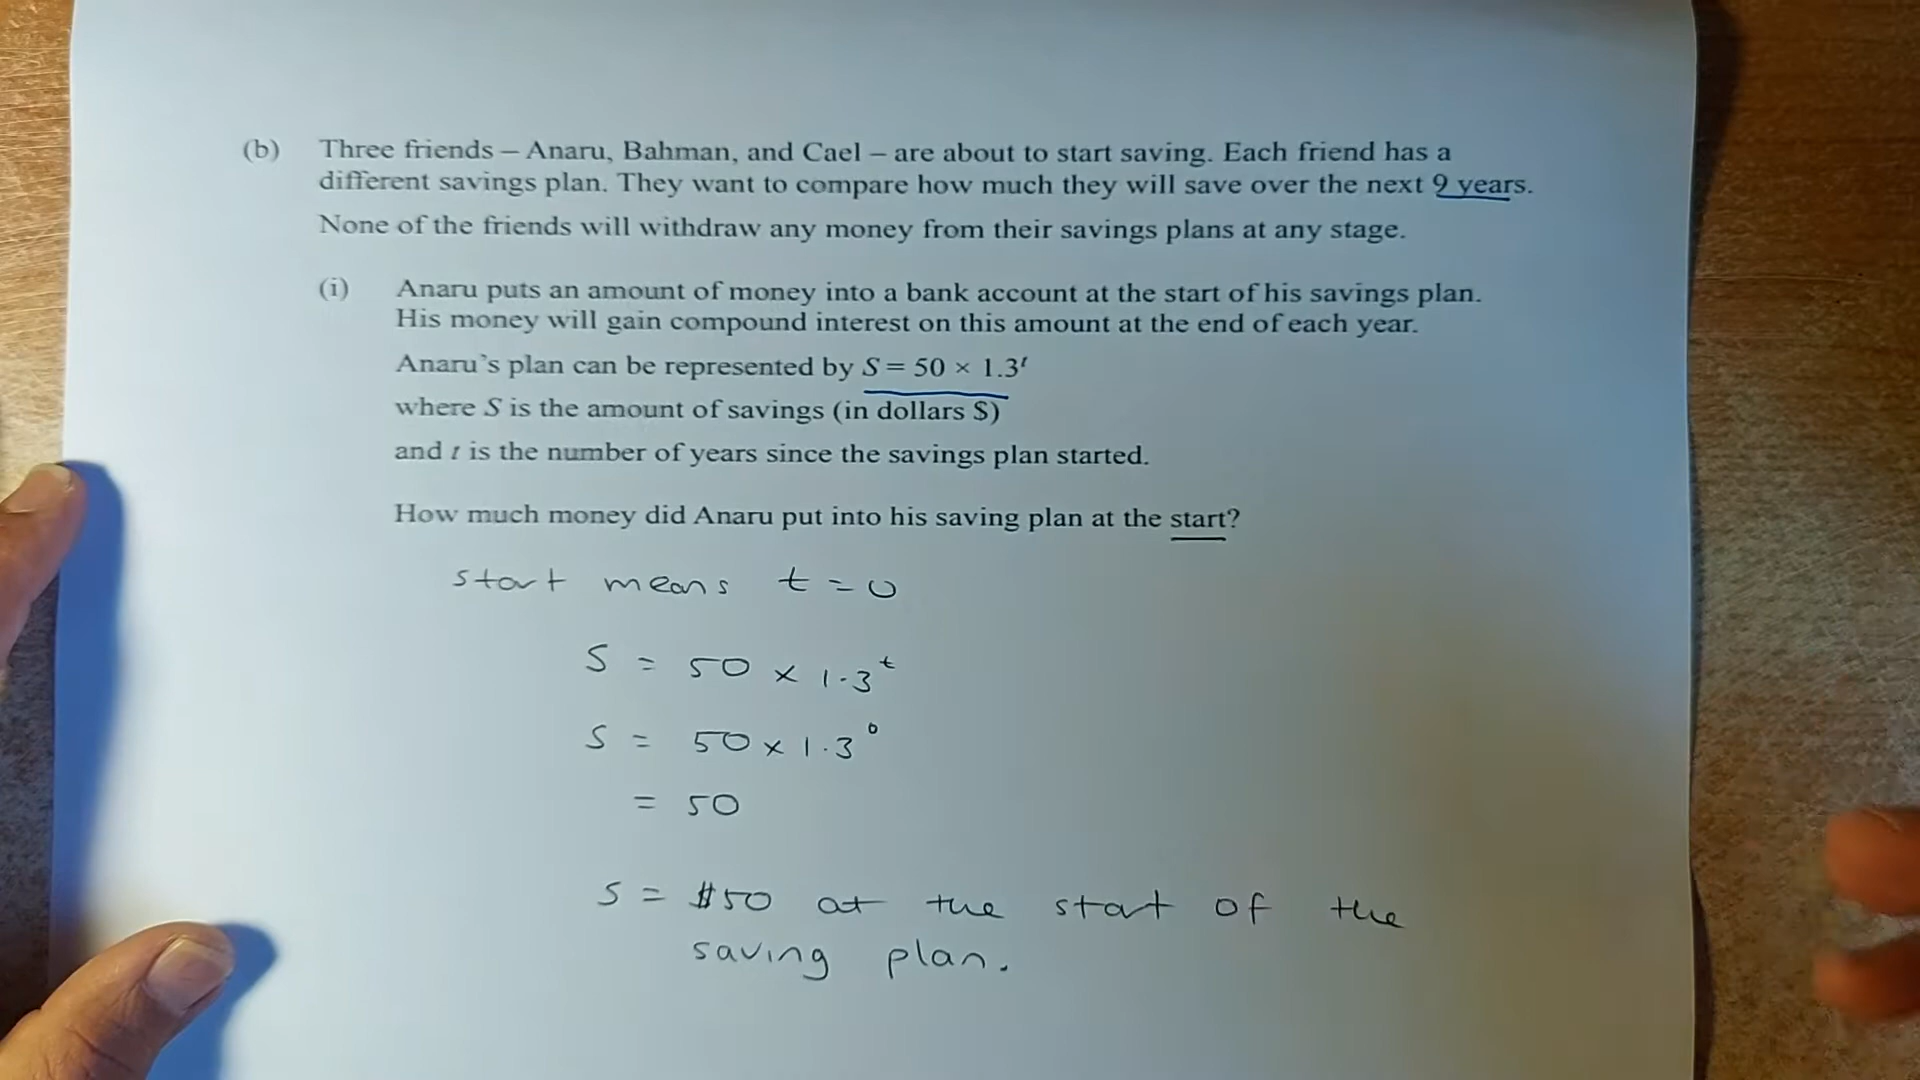 (b) Three friends – Anaru, Bahman, and Cael – are about to start saving. Each friend has a
different savings plan. They want to compare how much they will save over the next 9 years.
None of the friends will withdraw any money from their savings plans at any stage.
(i) Anaru puts an amount of money into a bank account at the start of his savings plan.
His money will gain compound interest on this amount at the end of each year.
Anaru's plan can be represented by S = 50 × 1.3^t
where S is the amount of savings (in dollars $)
and t is the number of years since the savings plan started.
How much money did Anaru put into his saving plan at the start?
start means t = 0
S = 50 × 1.3^t
S = 50 × 1.3^0
= 50
S = $50 at the start of the
saving plan.